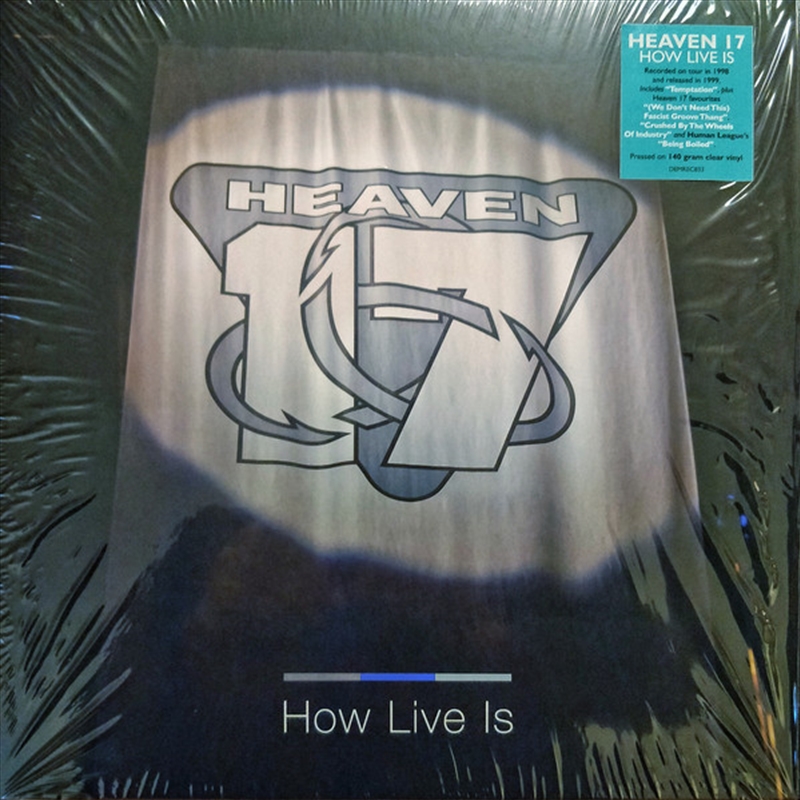 HEAVEN 17
HOW LIVE IS
Recorded on tour in 1998
and released in 1999.
Includes "Temptation", plus
Heaven 17 favourites
"(We Don't Need This)
Fascist Groove Thang",
"Crushed By The Wheels
Of Industry" and Human League's
"Being Boiled".
Pressed on 140 gram clear vinyl
HEAVEN
17
How Live Is